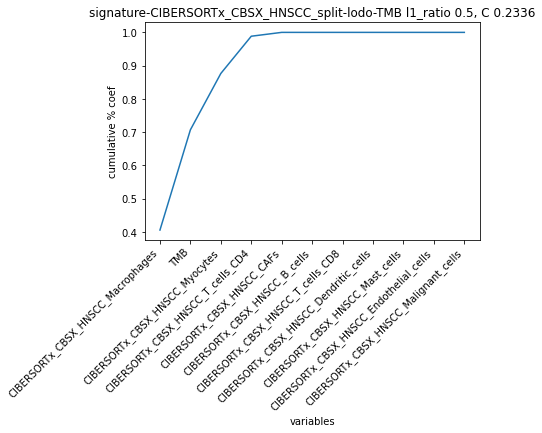 signature-CIBERSORTx_CBSX_HNSCC_split-lodo-TMB l1_ratio 0.5, C 0.2336
1.0
0.9
0.8
0.7
0.6
0.5
0.4
cumulative % coef
CIBERSORTx_CBSX_HNSCC_Macrophages
TMB
CIBERSORTx_CBSX_HNSCC_Myocytes
CIBERSORTx_CBSX_HNSCC_T_cells_CD4
CIBERSORTx_CBSX_HNSCC_CAFs
CIBERSORTx_CBSX_HNSCC_B_cells
CIBERSORTx_CBSX_HNSCC_T_cells_CD8
CIBERSORTx_CBSX_HNSCC_Dendritic_cells
CIBERSORTx_CBSX_HNSCC_Mast_cells
CIBERSORTx_CBSX_HNSCC_Endothelial_cells
CIBERSORTx_CBSX_HNSCC_Malignant_cells
variables